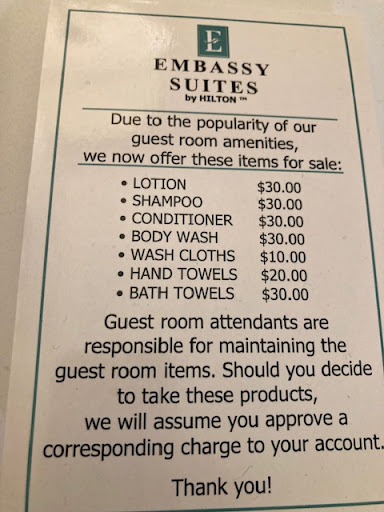 E
EMBASSY
SUITES
by HILTON ™
Due to the popularity of our
guest room amenities,
we now offer these items for sale:
• LOTION $30.00
• SHAMPOO $30.00
• CONDITIONER $30.00
• BODY WASH $30.00
• WASH CLOTHS $10.00
• HAND TOWELS $20.00
• BATH TOWELS $30.00
Guest room attendants are
responsible for maintaining the
guest room items. Should you decide
to take these products,
we will assume you approve a
corresponding charge to your account.
Thank you!